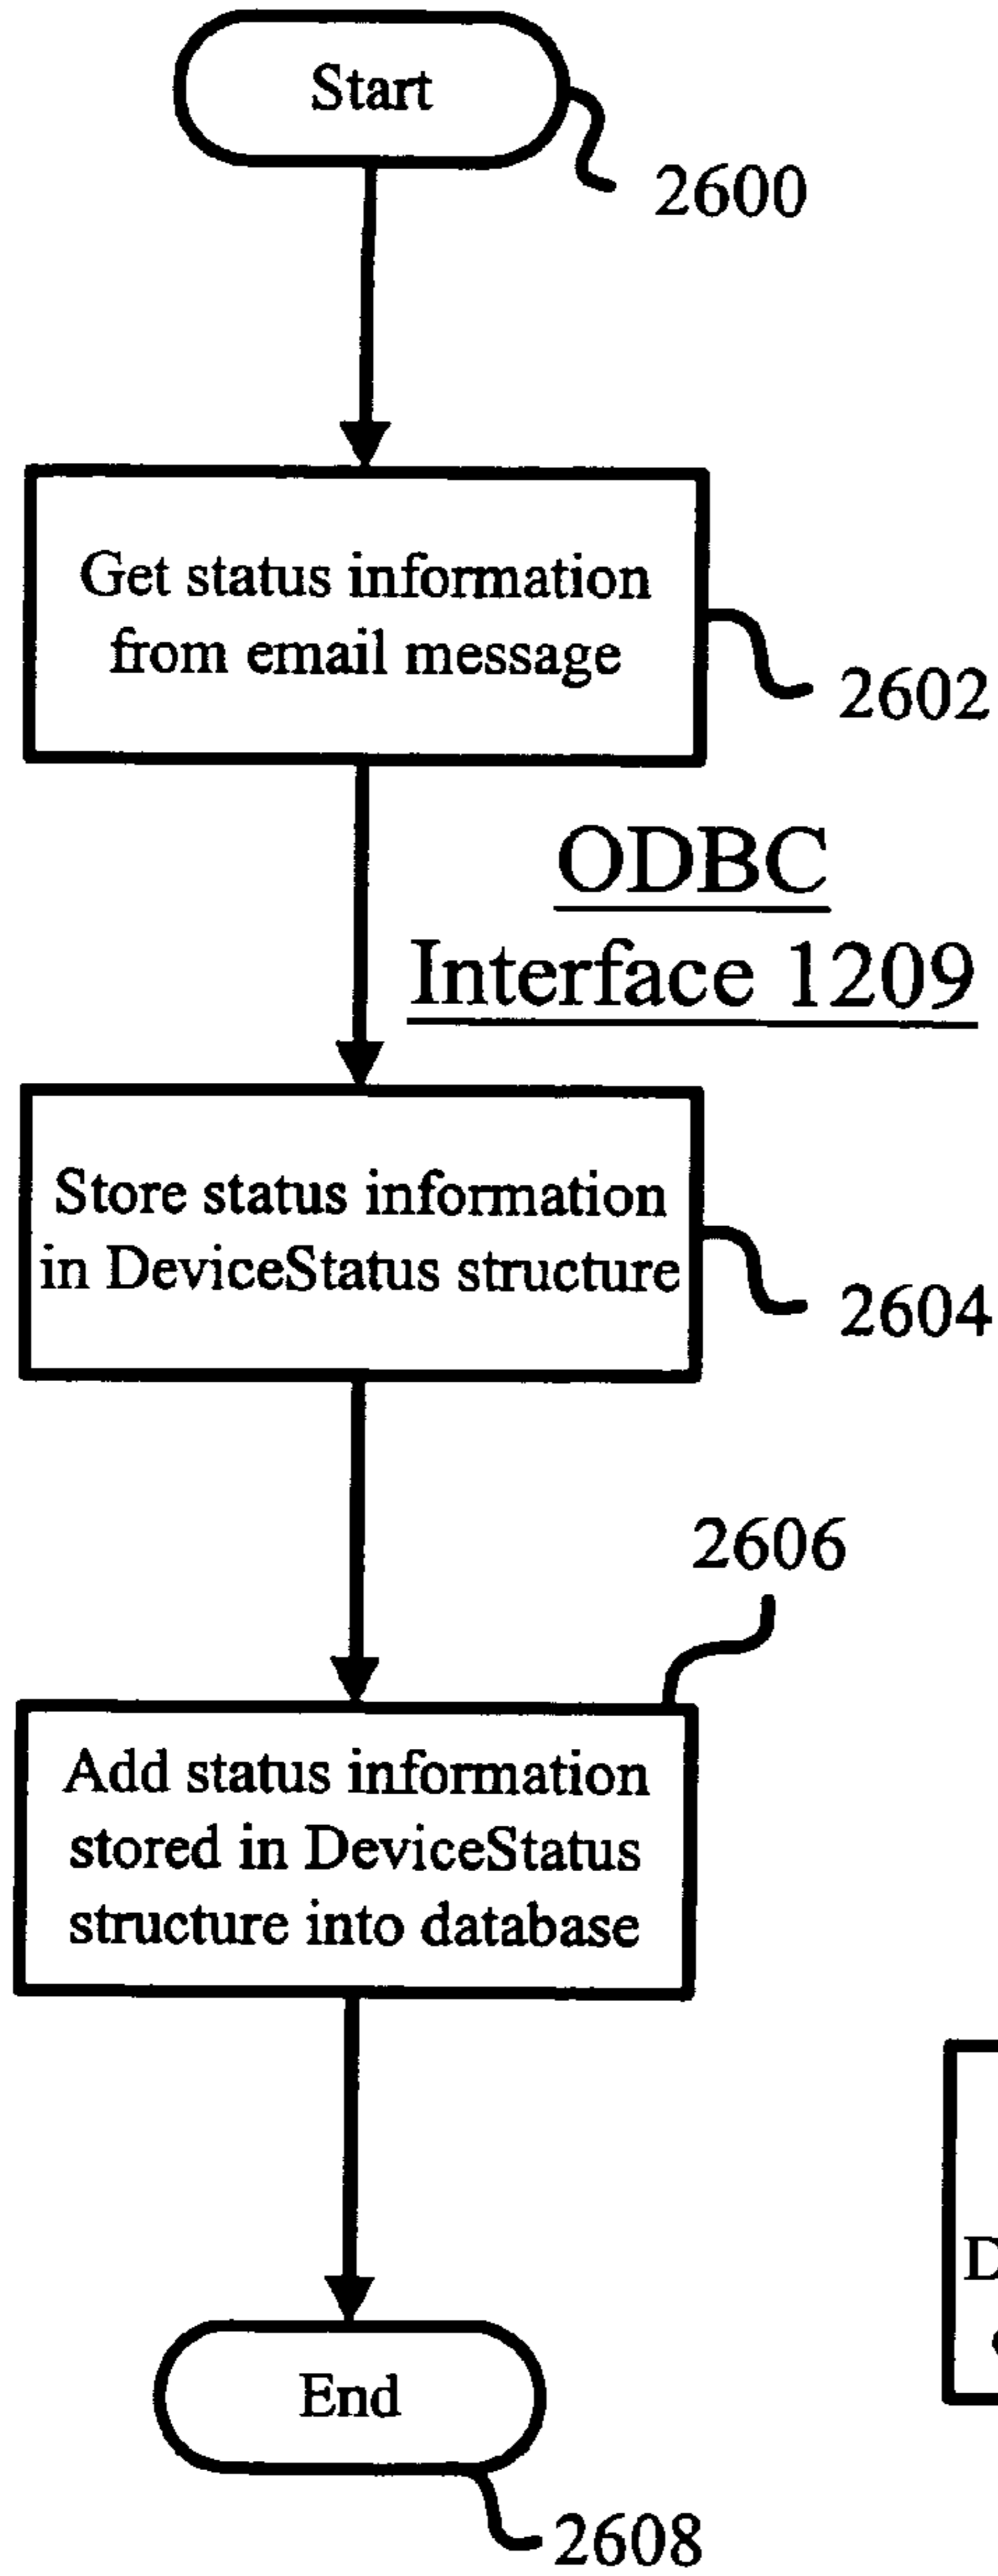 Start
2600
Get status information
from email message
2602
ODBC
Interface 1209
Store status information
in DeviceStatus structure
2604
2606
Add status information
stored in DeviceStatus
structure into database
End
2608